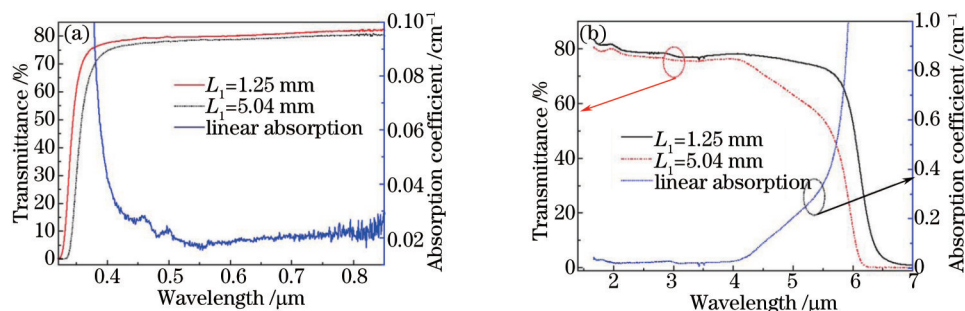 (a)
Transmittance /%
80
70
60
50
40
30
20
10
0
L₁=1.25 mm
L₁=5.04 mm
linear absorption
0.10
0.08
0.06
0.04
0.02
Absorption coefficient /cm⁻¹
0.4 0.5 0.6 0.7 0.8
Wavelength /μm
(b)
Transmittance /%
80
60
40
20
0
L₁=1.25 mm
L₁=5.04 mm
linear absorption
1.0
0.8
0.6
0.4
0.2
0
Absorption coefficient /cm⁻¹
2 3 4 5 6 7
Wavelength /μm